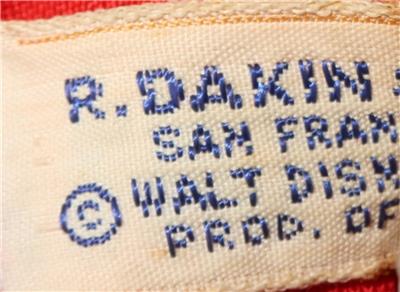 R. DAKIN
SAN FRAN
© WALT DISN
PROD. OF